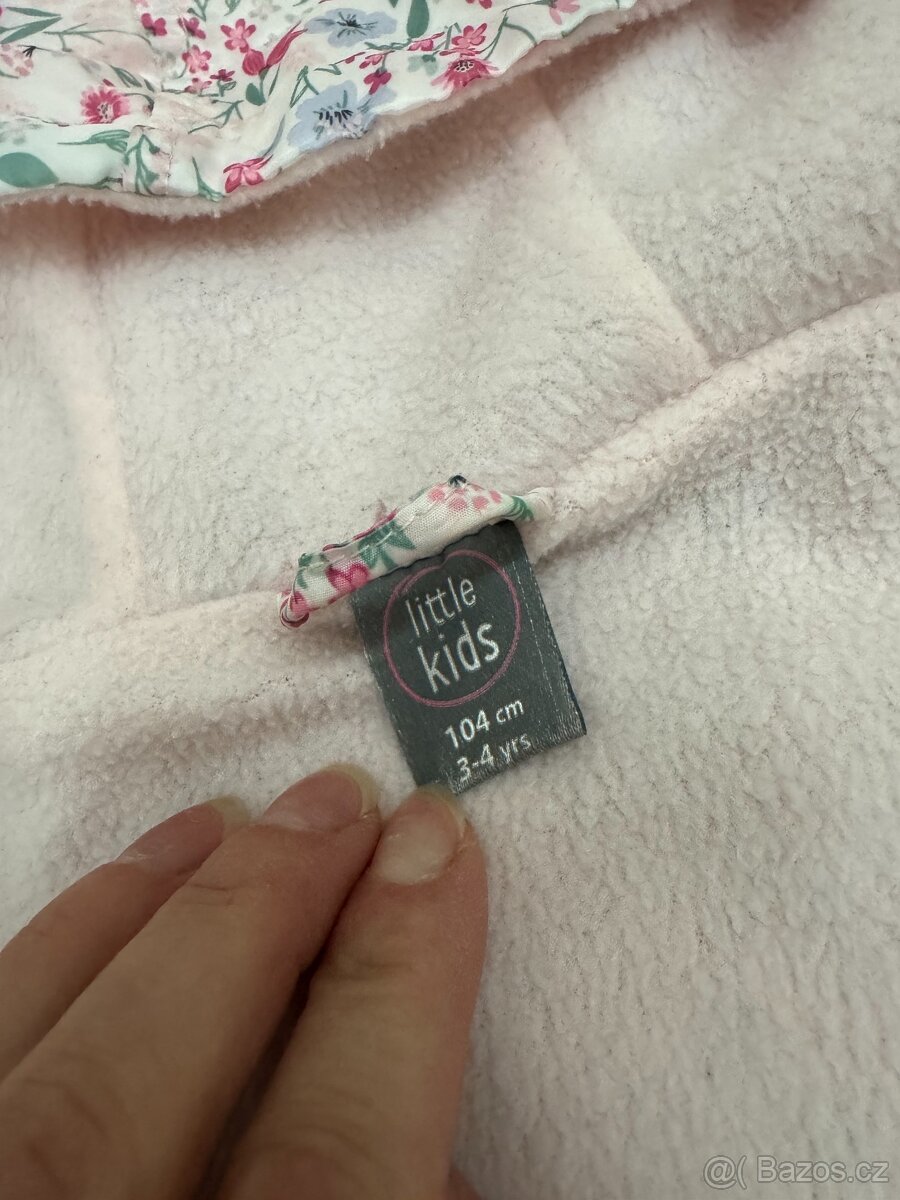 little
kids
104 cm
3-4 yrs
@( Bazos.cz